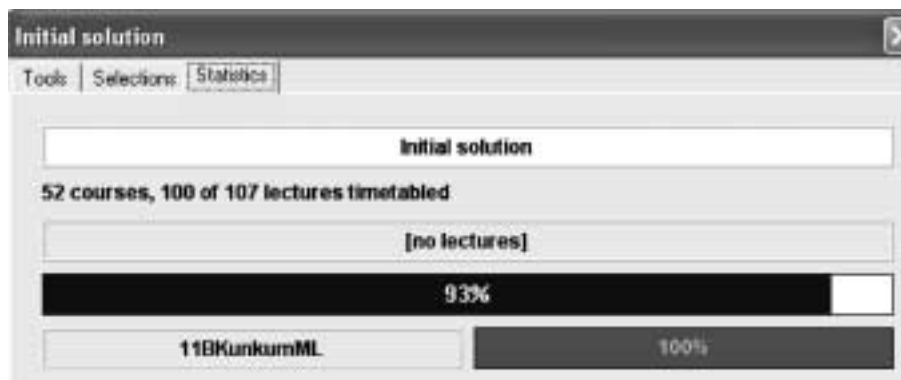 Initial solution
Tools Selections Statistics
Initial solution
52 courses, 100 of 107 lectures timetabled
[no lectures]
93%
11BKunkumML 100%